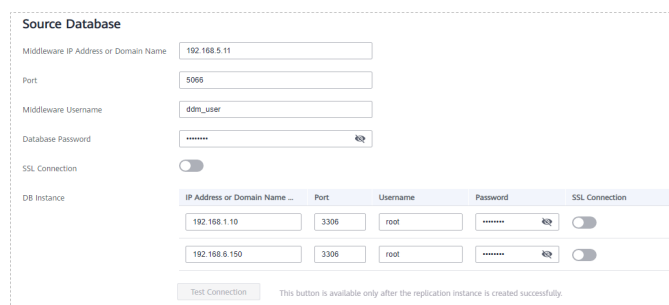 Source Database
Middleware IP Address or Domain Name 192.168.5.11
Port 5066
Middleware Username ddm_user
Database Password ••••••••
SSL Connection
DB Instance IP Address or Domain Name ... Port Username Password SSL Connection
192.168.1.10 3306 root ••••••••
192.168.6.150 3306 root ••••••••
Test Connection This button is available only after the replication instance is created successfully.